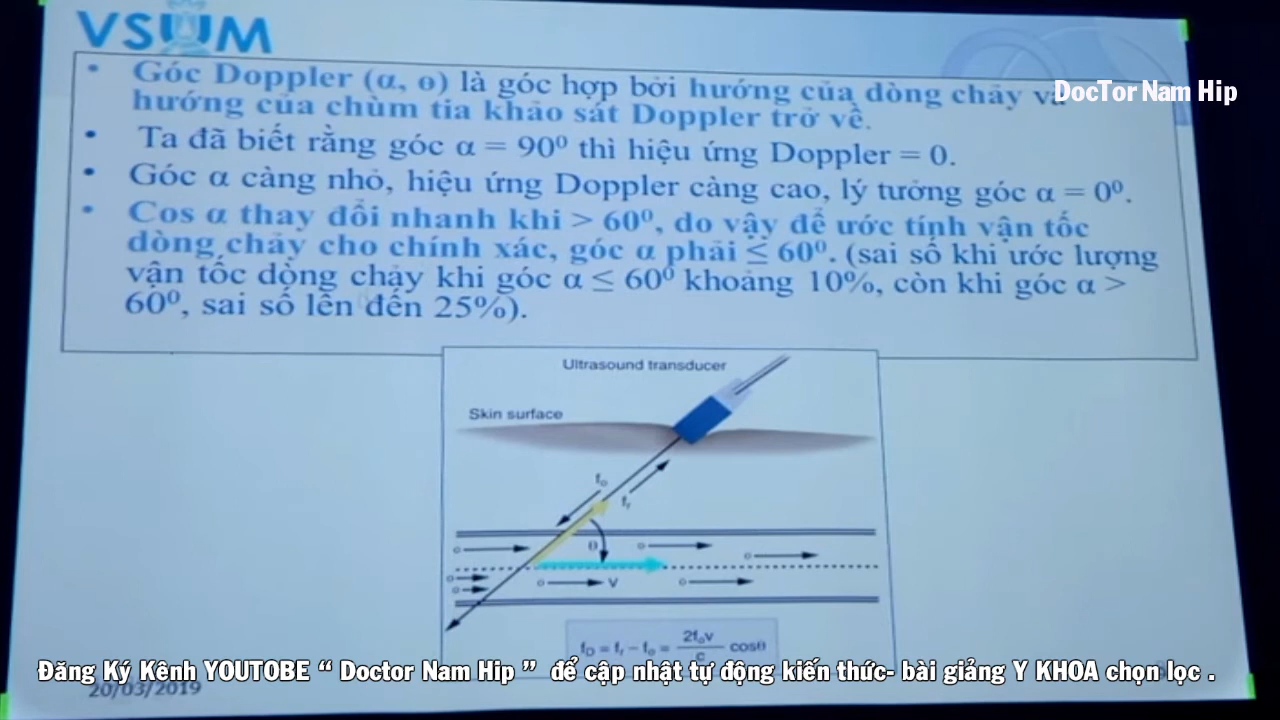 VSUM
• Góc Doppler (α, ɵ) là góc hợp bởi hướng của dòng chảy và
hướng của chùm tia khảo sát Doppler trở về.
DocTor Nam Hip
• Ta đã biết rằng góc α = 90⁰ thì hiệu ứng Doppler = 0.
• Góc α càng nhỏ, hiệu ứng Doppler càng cao, lý tưởng góc α = 0⁰.
• Cos α thay đổi nhanh khi > 60⁰, do vậy để ước tính vận tốc
dòng chảy cho chính xác, góc α phải ≤ 60⁰. (sai số khi ước lượng
vận tốc dòng chảy khi góc α ≤ 60⁰ khoảng 10%, còn khi góc α >
60⁰, sai số lên đến 25%).
Ultrasound transducer
Skin surface
fₒ
fᵣ
θ
V
f_D = fᵣ – fₒ = 2fₒv / c cosθ
Đăng Ký Kênh YOUTOBE “ Doctor Nam Hip ” để cập nhật tự động kiến thức- bài giảng Y KHOA chọn lọc .
20/03/2019